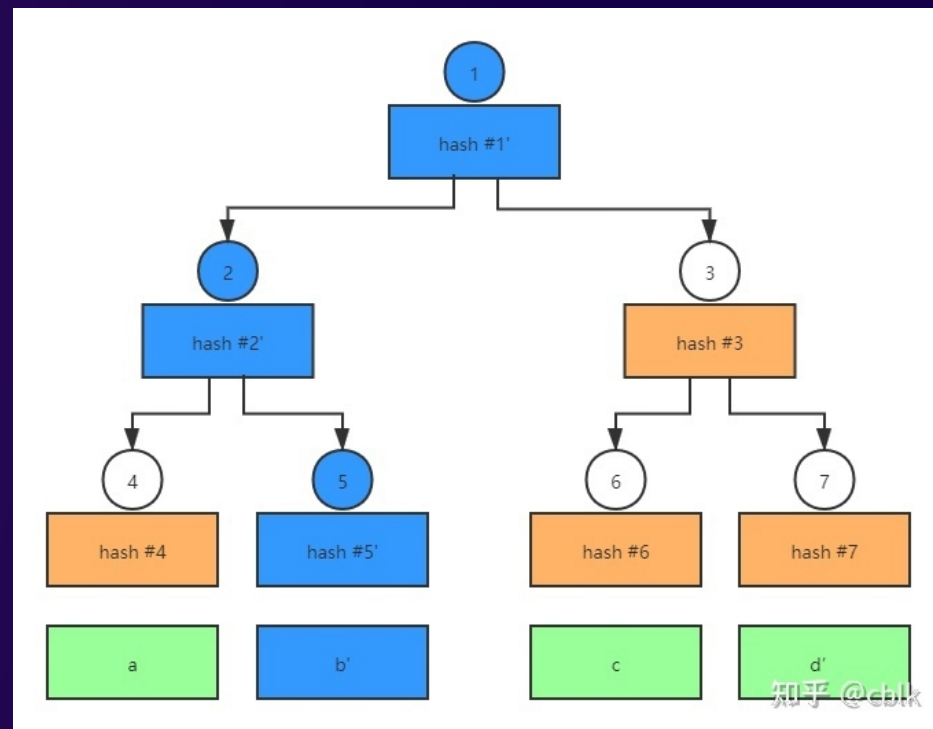 1
hash #1'
2
3
hash #2'
hash #3
4
5
6
7
hash #4
hash #5'
hash #6
hash #7
a
b'
c
d'
知乎 @cblk